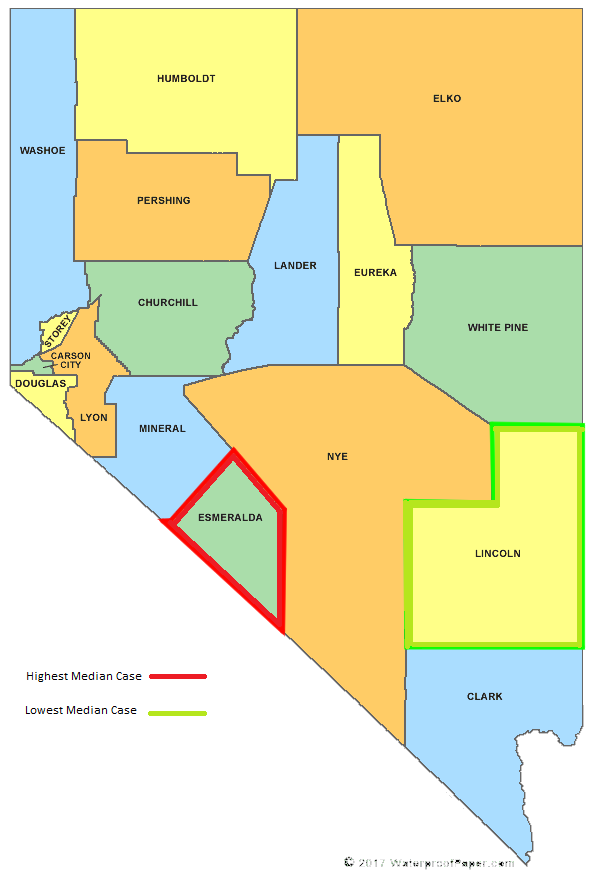 HUMBOLDT
ELKO
WASHOE
PERSHING
LANDER
EUREKA
CHURCHILL
WHITE PINE
STOREY
CARSON
CITY
DOUGLAS
LYON
MINERAL
NYE
ESMERALDA
LINCOLN
Highest Median Case
CLARK
Lowest Median Case
© 2017 WaterproofPaper.com